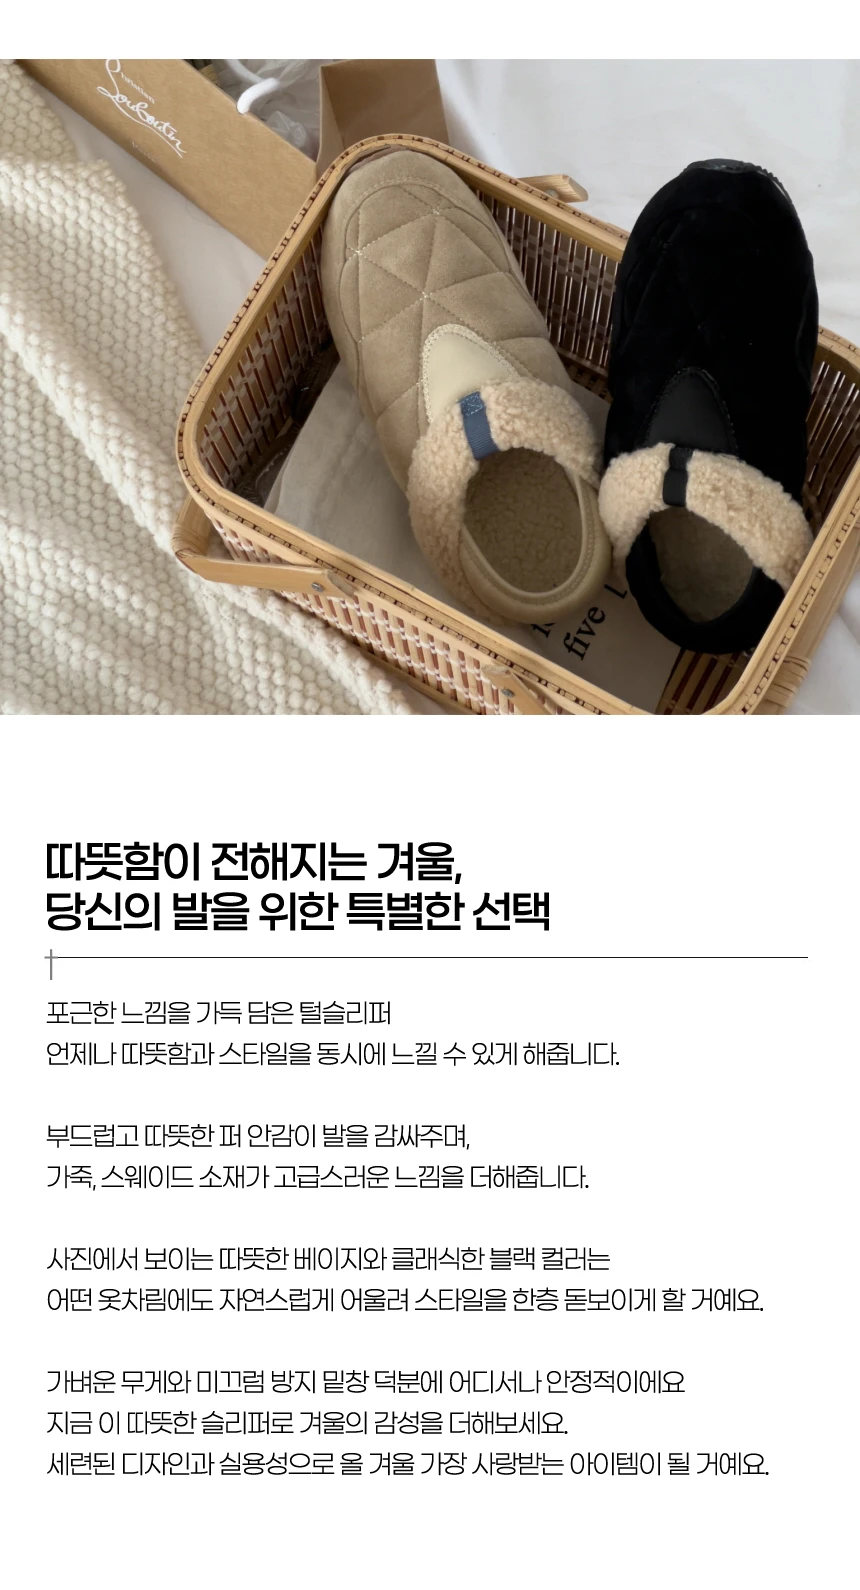 Christian
Louboutin
five
따뜻함이 전해지는 겨울,
당신의 발을 위한 특별한 선택
포근한 느낌을 가득 담은 털슬리퍼
언제나 따뜻함과 스타일을 동시에 느낄 수 있게 해줍니다.
부드럽고 따뜻한 퍼 안감이 발을 감싸주며,
가죽, 스웨이드 소재가 고급스러운 느낌을 더해줍니다.
사진에서 보이는 따뜻한 베이지와 클래식한 블랙 컬러는
어떤 옷차림에도 자연스럽게 어울려 스타일을 한층 돋보이게 할 거예요.
가벼운 무게와 미끄럼 방지 밑창 덕분에 어디서나 안정적이에요
지금 이 따뜻한 슬리퍼로 겨울의 감성을 더해보세요.
세련된 디자인과 실용성으로 올 겨울 가장 사랑받는 아이템이 될 거예요.